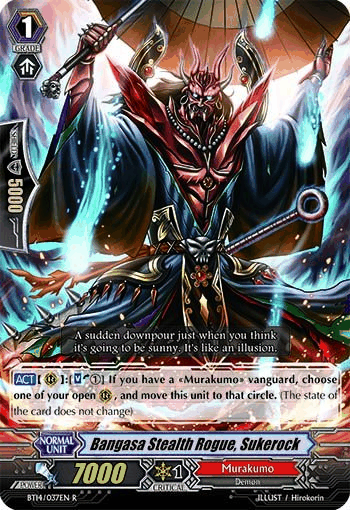 1
GRADE
SHIELD
5000
A sudden downpour just when you think
it's going to be sunny. It's like an illusion.
ACT[ ]:[V ①] If you have a «Murakumo» vanguard, choose
one of your open , and move this unit to that circle. (The state of
the card does not change)
NORMAL UNIT
Bangasa Stealth Rogue, Sukerock
POWER 7000
1 CRITICAL
Murakumo
Demon
BT14/037EN R
ILLUST / Hirokorin